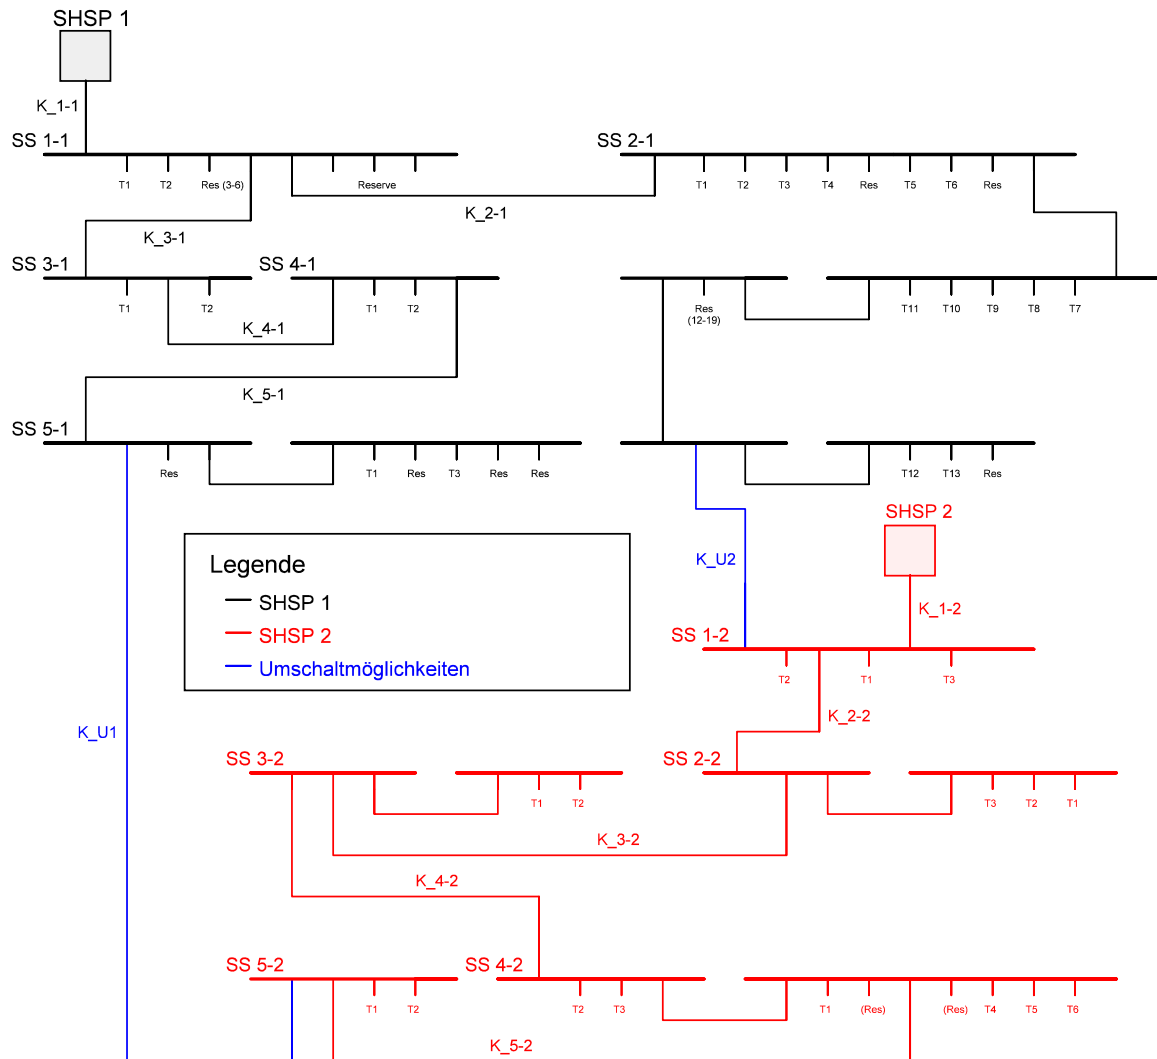 SHSP 1
K_1-1
SS 1-1
SS 2-1
T1 T2 Res (3-6) Reserve
T1 T2 T3 T4 Res T5 T6 Res
K_2-1
K_3-1
SS 3-1
SS 4-1
T1 T2
T1 T2
Res
(12-19)
T11 T10 T9 T8 T7
K_4-1
K_5-1
SS 5-1
Res
T1 Res T3 Res Res
T12 T13 Res
SHSP 2
Legende
SHSP 1
SHSP 2
Umschaltmöglichkeiten
K_U2
K_1-2
SS 1-2
T2 T1 T3
K_2-2
K_U1
SS 3-2
SS 2-2
T1 T2
T3 T2 T1
K_3-2
K_4-2
SS 5-2
SS 4-2
T1 T2
T2 T3
T1 (Res) (Res) T4 T5 T6
K_5-2